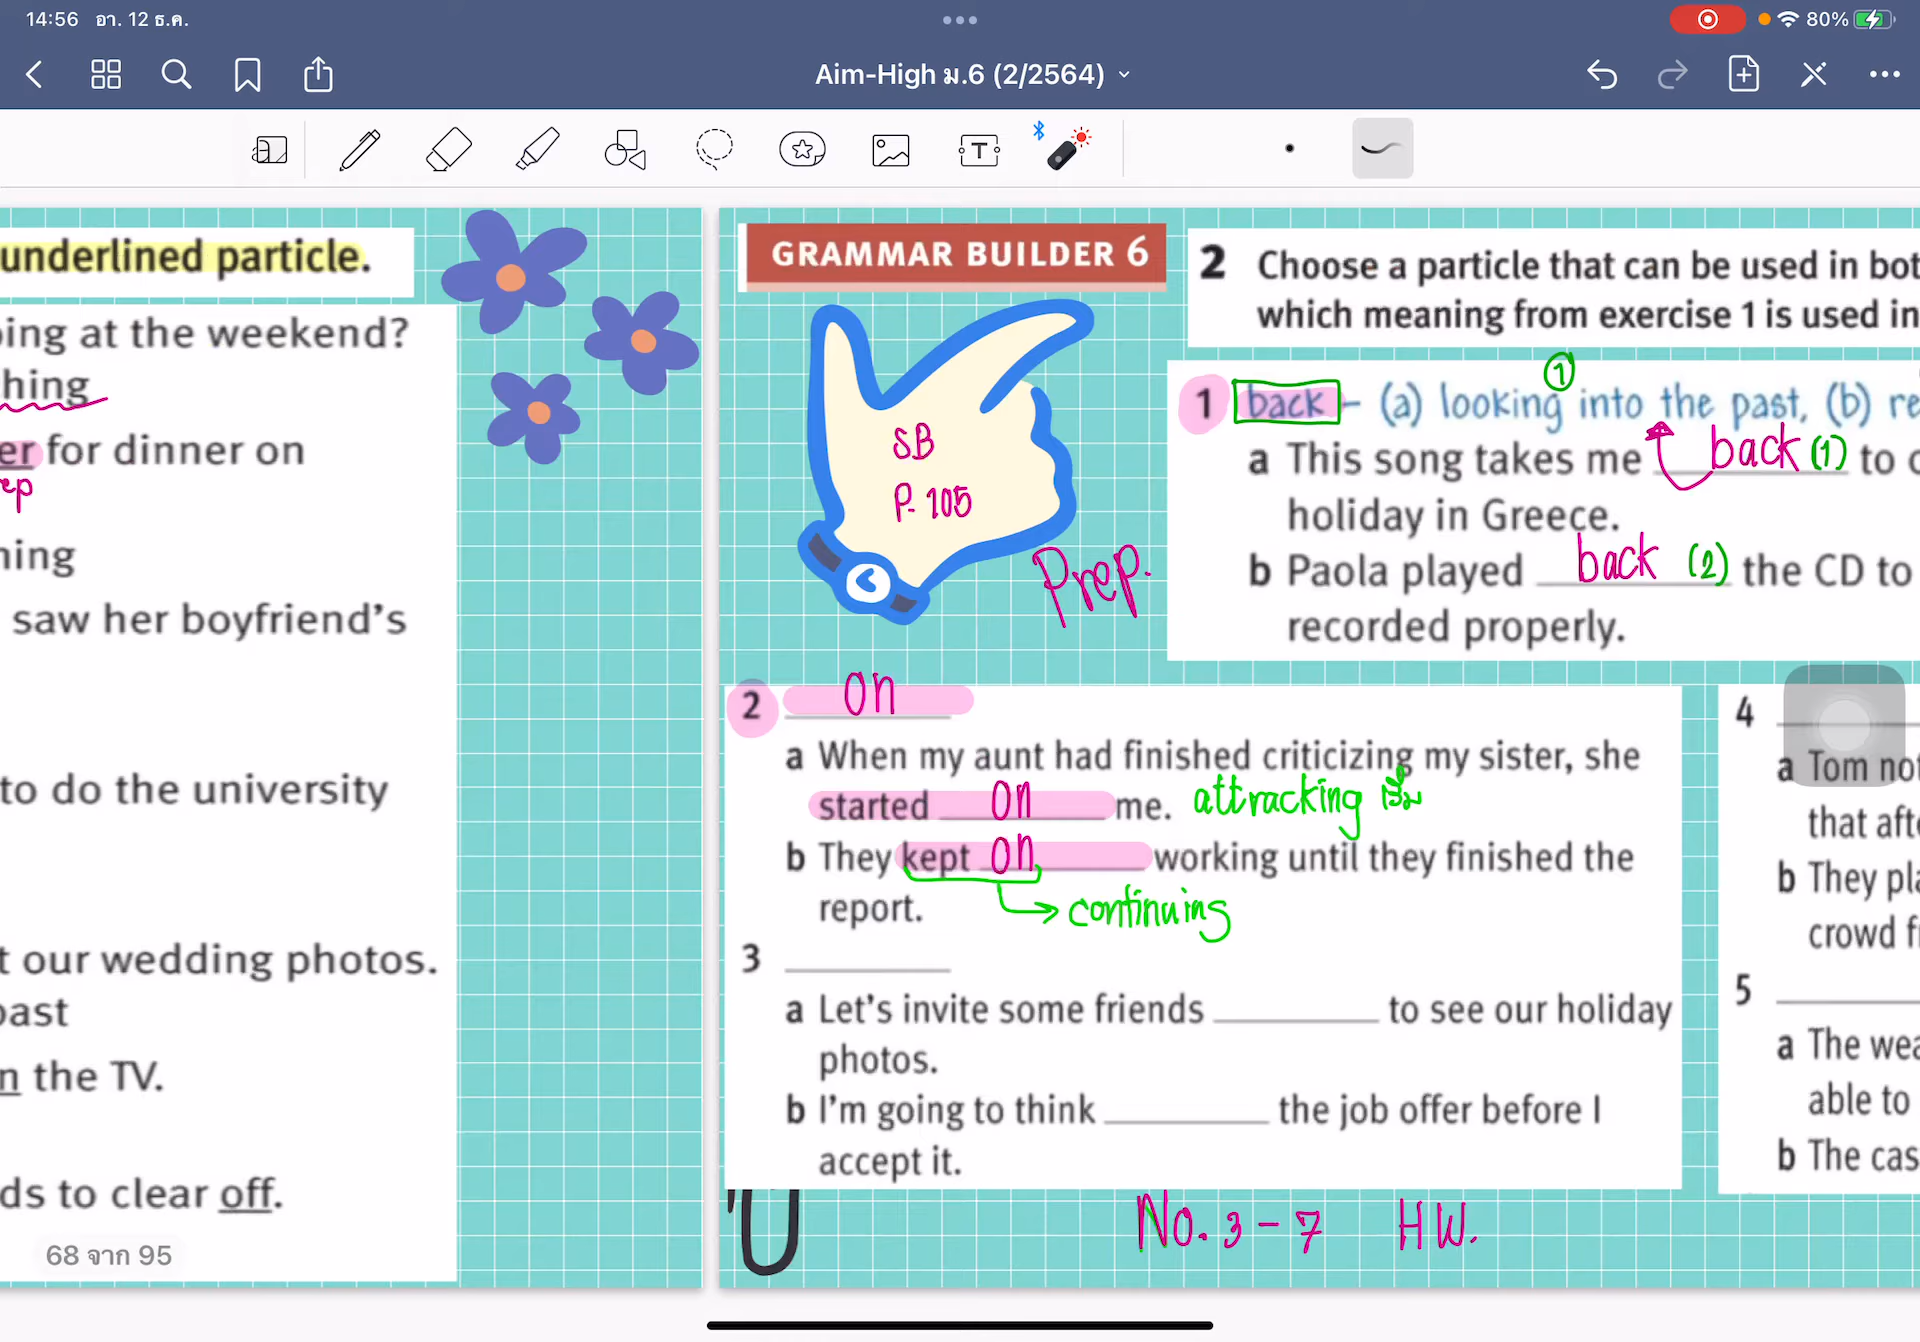 14:56 อา. 12 ธ.ค.
80%
Aim-High ม.6 (2/2564)
T
underlined particle.
oing at the weekend?
hing
er for dinner on
rep
ning
saw her boyfriend's
to do the university
t our wedding photos.
past
n the TV.
ds to clear off.
68 จาก 95
GRAMMAR BUILDER 6
SB
P. 105
Prep.
2 Choose a particle that can be used in bot
which meaning from exercise 1 is used in
1
1 back – (a) looking into the past, (b) re
a This song takes me back (1) to o
holiday in Greece.
b Paola played back (2) the CD to
recorded properly.
2 on
a When my aunt had finished criticizing my sister, she
started on me. attracking
b They kept on working until they finished the
report. continuing
3
a Let's invite some friends to see our holiday
photos.
b I'm going to think the job offer before I
accept it.
No. 3 – 7 HW.
4
a Tom not
that afte
b They pla
crowd f
5
a The wea
able to
b The cas